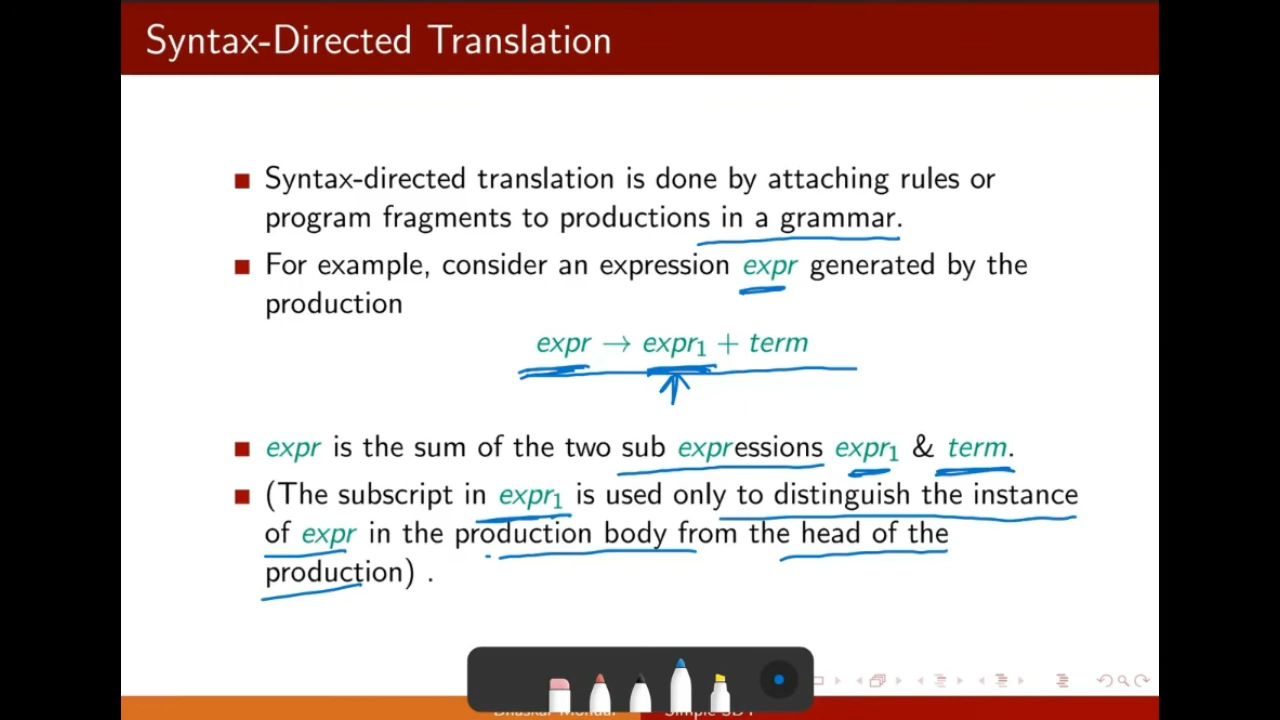 Syntax-Directed Translation
Syntax-directed translation is done by attaching rules or
program fragments to productions in a grammar.
For example, consider an expression expr generated by the
production
expr → expr₁ + term
expr is the sum of the two sub expressions expr₁ & term.
(The subscript in expr₁ is used only to distinguish the instance
of expr in the production body from the head of the
production) .